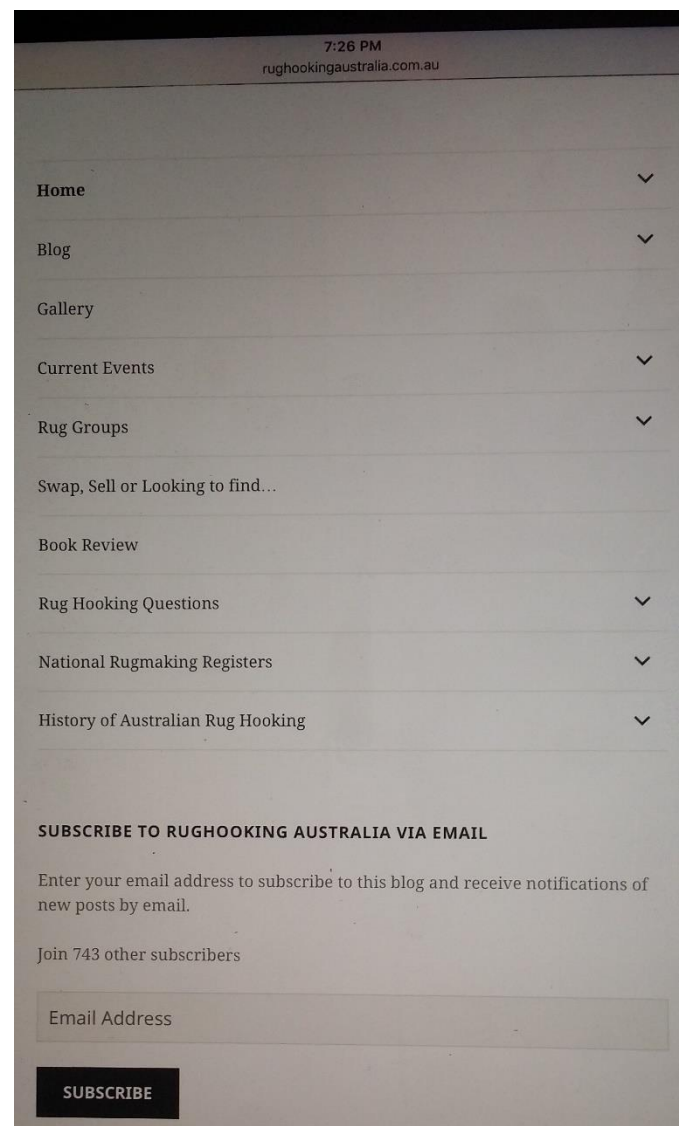 7:26 PM
rughookingaustralia.com.au
Home
Blog
Gallery
Current Events
Rug Groups
Swap, Sell or Looking to find...
Book Review
Rug Hooking Questions
National Rugmaking Registers
History of Australian Rug Hooking
SUBSCRIBE TO RUGHOOKING AUSTRALIA VIA EMAIL
Enter your email address to subscribe to this blog and receive notifications of
new posts by email.
Join 743 other subscribers
Email Address
SUBSCRIBE